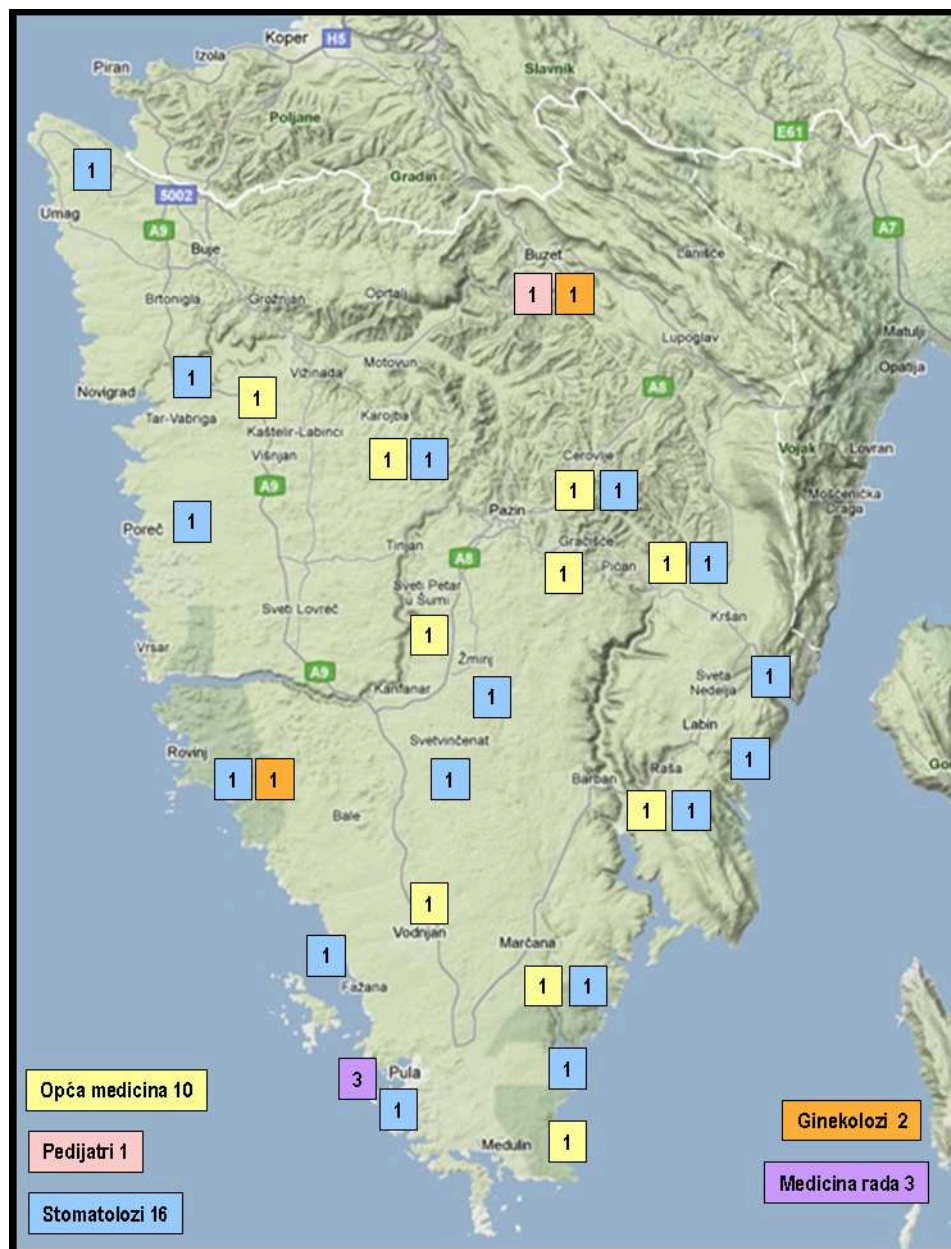 Koper
H5
Izola
Piran
Slavnik
Poljane
E61
1
Gradin
5002
Umag
A9
A7
Buje
Buzet
Lanišće
Brtonigla
Grožnjan
Oprtalj
1
1
Lupoglav
Matulji
Motovun
Opatija
Vižinada
1
Novigrad
1
A8
Tar-Vabriga
Karojba
Kaštelir-Labinci
Višnjan
1
1
Cerovlje
Vojak
Lovran
A9
1
1
Mošćenička
Draga
Poreč
1
Pazin
Tinjan
A8
Gračišće
1
Pićan
1
1
Sveti Petar
u Šumi
Sveti Lovreč
1
Kršan
Vrsar
Žminj
A9
Kanfanar
1
Sveta
Nedelja
1
Labin
Svetvinčenat
Rovinj
1
1
1
1
Barban
Raša
1
1
Bale
1
Vodnjan
Marčana
1
Fažana
1
1
3
Pula
1
1
Opća medicina 10
Medulin
1
Ginekolozi 2
Pedijatri 1
Medicina rada 3
Stomatolozi 16